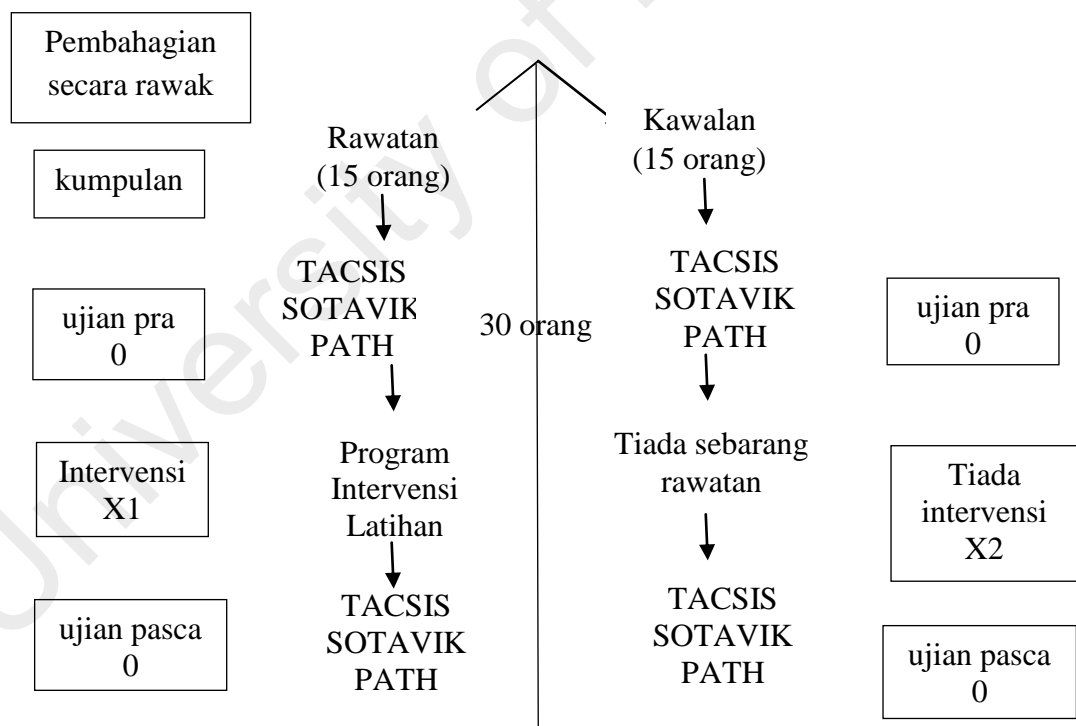 Pembahagian
secara rawak
kumpulan
ujian pra
0
Intervensi
X1
ujian pasca
0
Rawatan
(15 orang)
TACSIS
SOTAVIK
PATH
Program
Intervensi
Latihan
TACSIS
SOTAVIK
PATH
30 orang
Kawalan
(15 orang)
TACSIS
SOTAVIK
PATH
Tiada sebarang
rawatan
TACSIS
SOTAVIK
PATH
ujian pra
0
Tiada
intervensi
X2
ujian pasca
0
University of